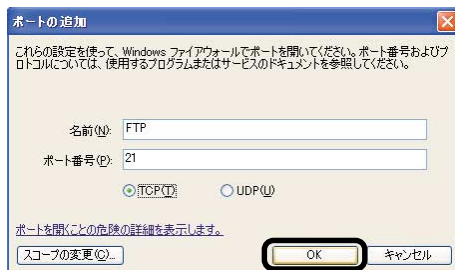 ポートの追加
これらの設定を使って、Windows ファイアウォールでポートを開いてください。ポート番号およびプ
ロトコルについては、使用するプログラムまたはサービスのドキュメントを参照してください。
名前(N): FTP
ポート番号(P): 21
TCP(T) UDP(U)
ポートを開くことの危険の詳細を表示します。
スコープの変更(C)... OK キャンセル